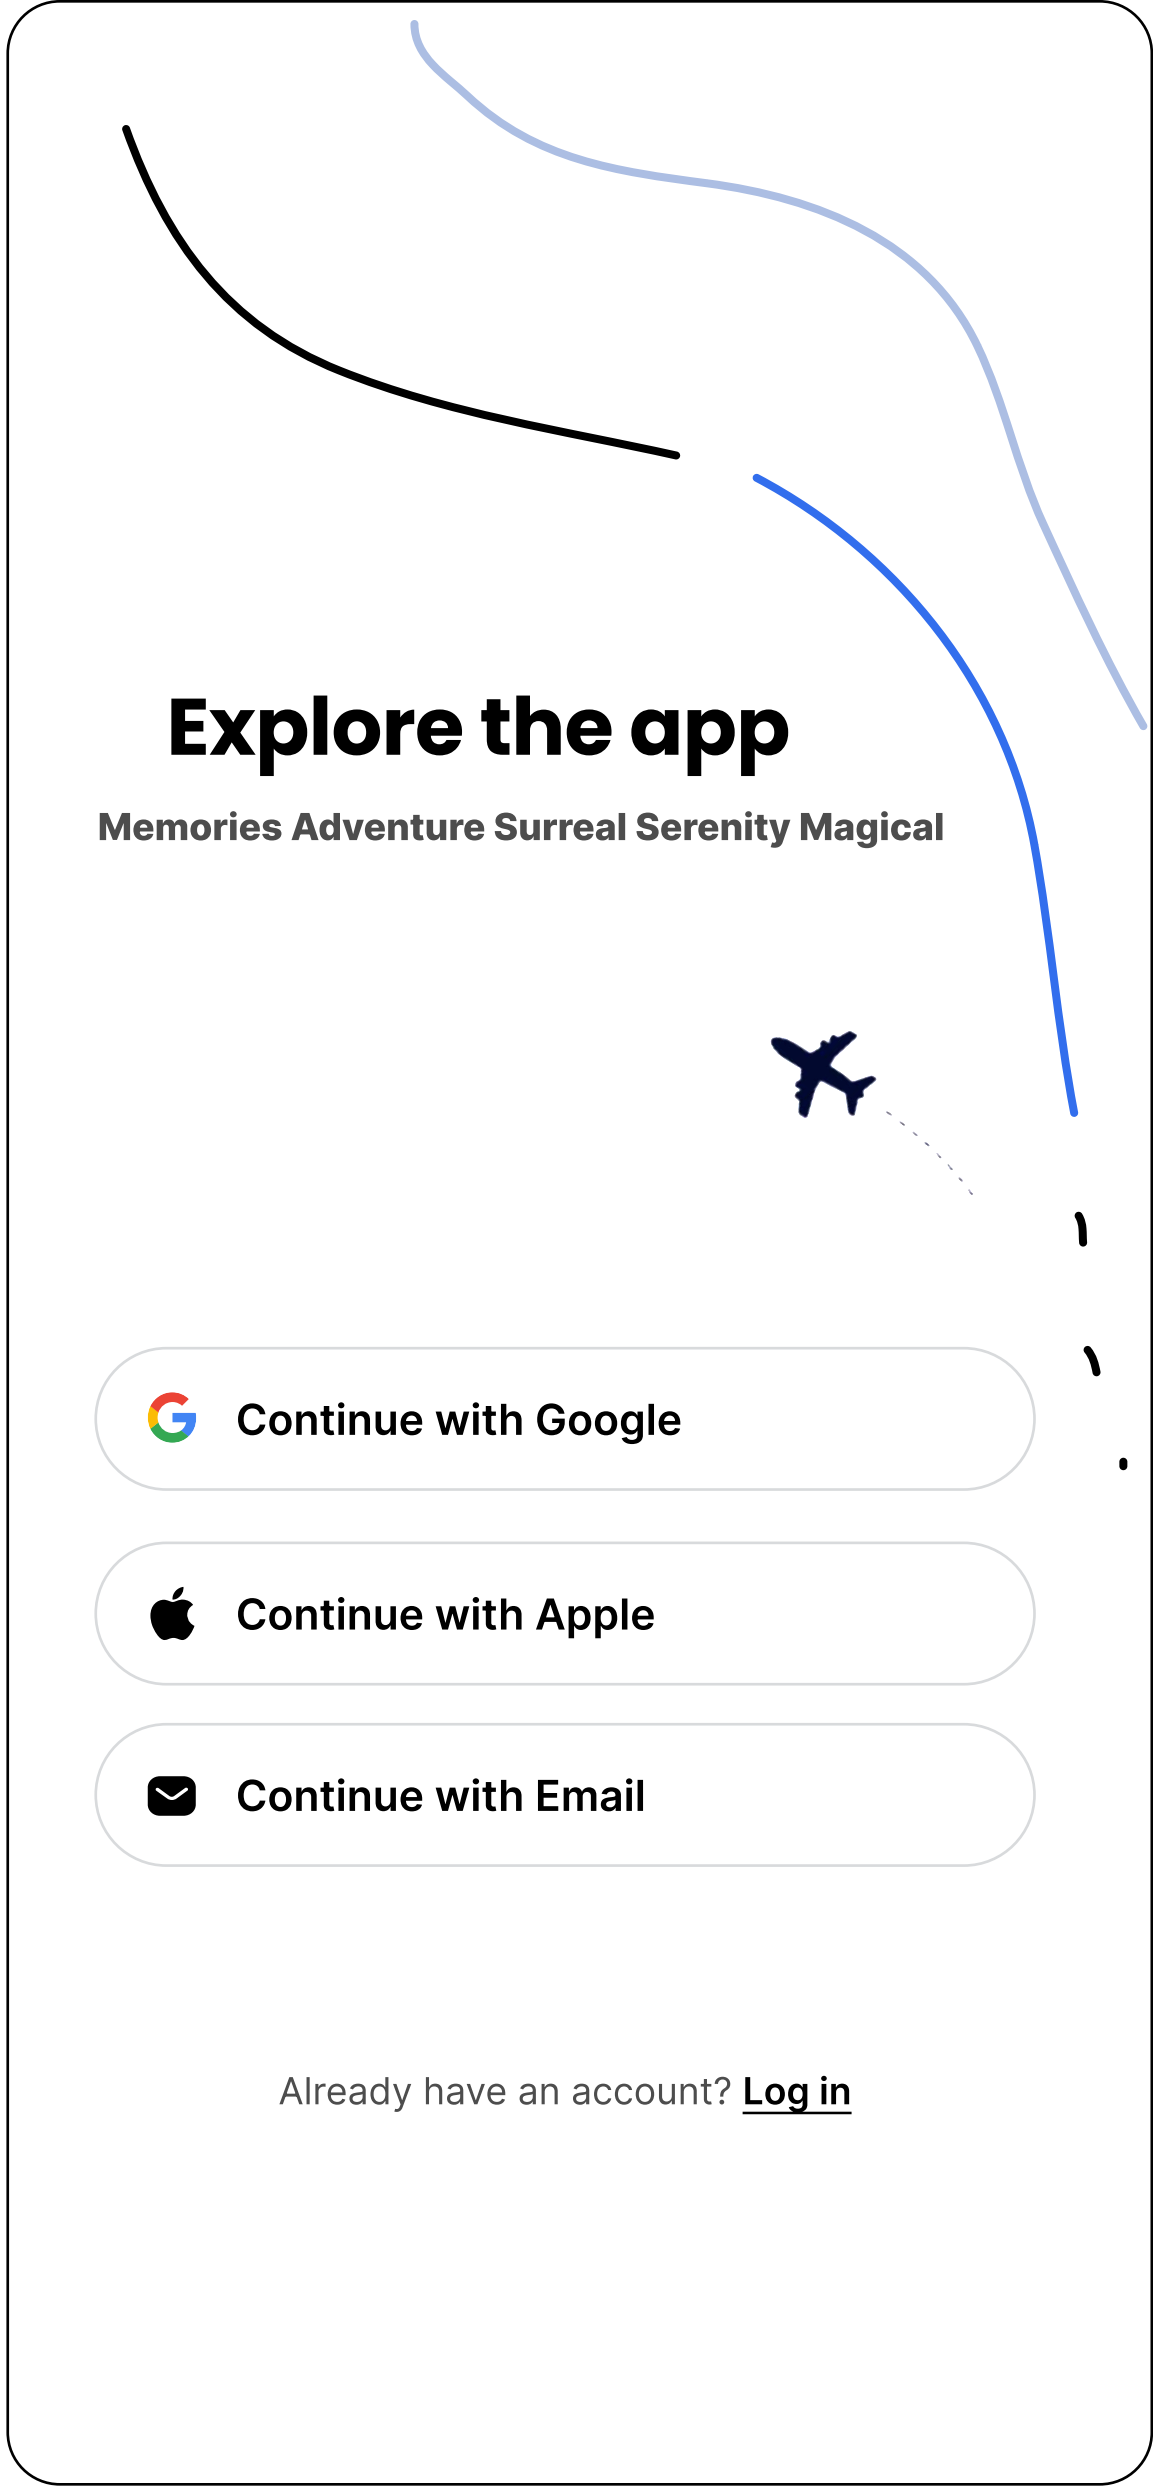 Explore the app
Memories Adventure Surreal Serenity Magical
Continue with Google
Continue with Apple
Continue with Email
Already have an account? Log in